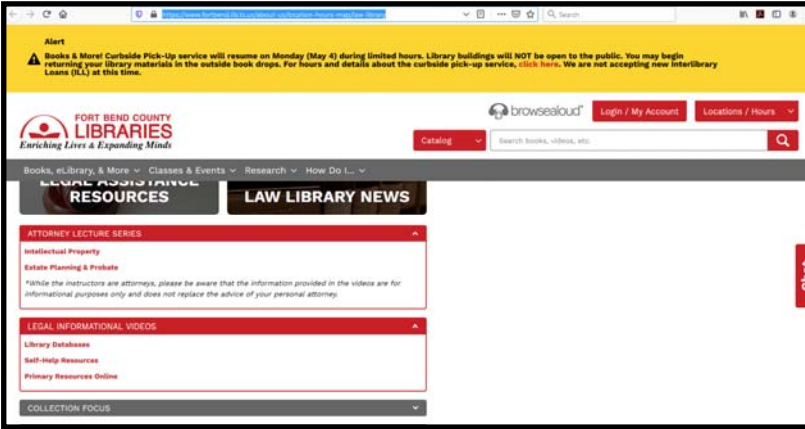 https://www.fortbend.lib.tx.us/about-us/location-hours-map/law-library
Search
Alert
Books & More! Curbside Pick-Up service will resume on Monday (May 4) during limited hours. Library buildings will NOT be open to the public. You may begin
returning your library materials in the outside book drops. For hours and details about the curbside pick-up service, click here. We are not accepting new Interlibrary
Loans (ILL) at this time.
browsealoud
Login / My Account
Locations / Hours
FORT BEND COUNTY
LIBRARIES
Enriching Lives & Expanding Minds
Catalog
Search books, videos, etc.
Books, eLibrary, & More
Classes & Events
Research
How Do I...
LEGAL ASSISTANCE
RESOURCES
LAW LIBRARY NEWS
ATTORNEY LECTURE SERIES
Intellectual Property
Estate Planning & Probate
*While the instructors are attorneys, please be aware that the information provided in the videos are for
informational purposes only and does not replace the advice of your personal attorney.
LEGAL INFORMATIONAL VIDEOS
Library Databases
Self-Help Resources
Primary Resources Online
COLLECTION FOCUS